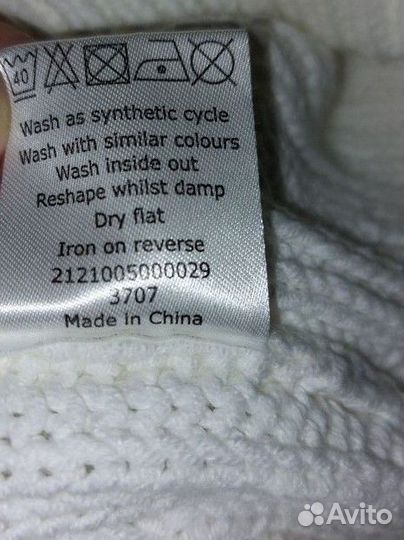 40
Wash as synthetic cycle
Wash with similar colours
Wash inside out
Reshape whilst damp
Dry flat
Iron on reverse
2121005000029
3707
Made in China
Avito